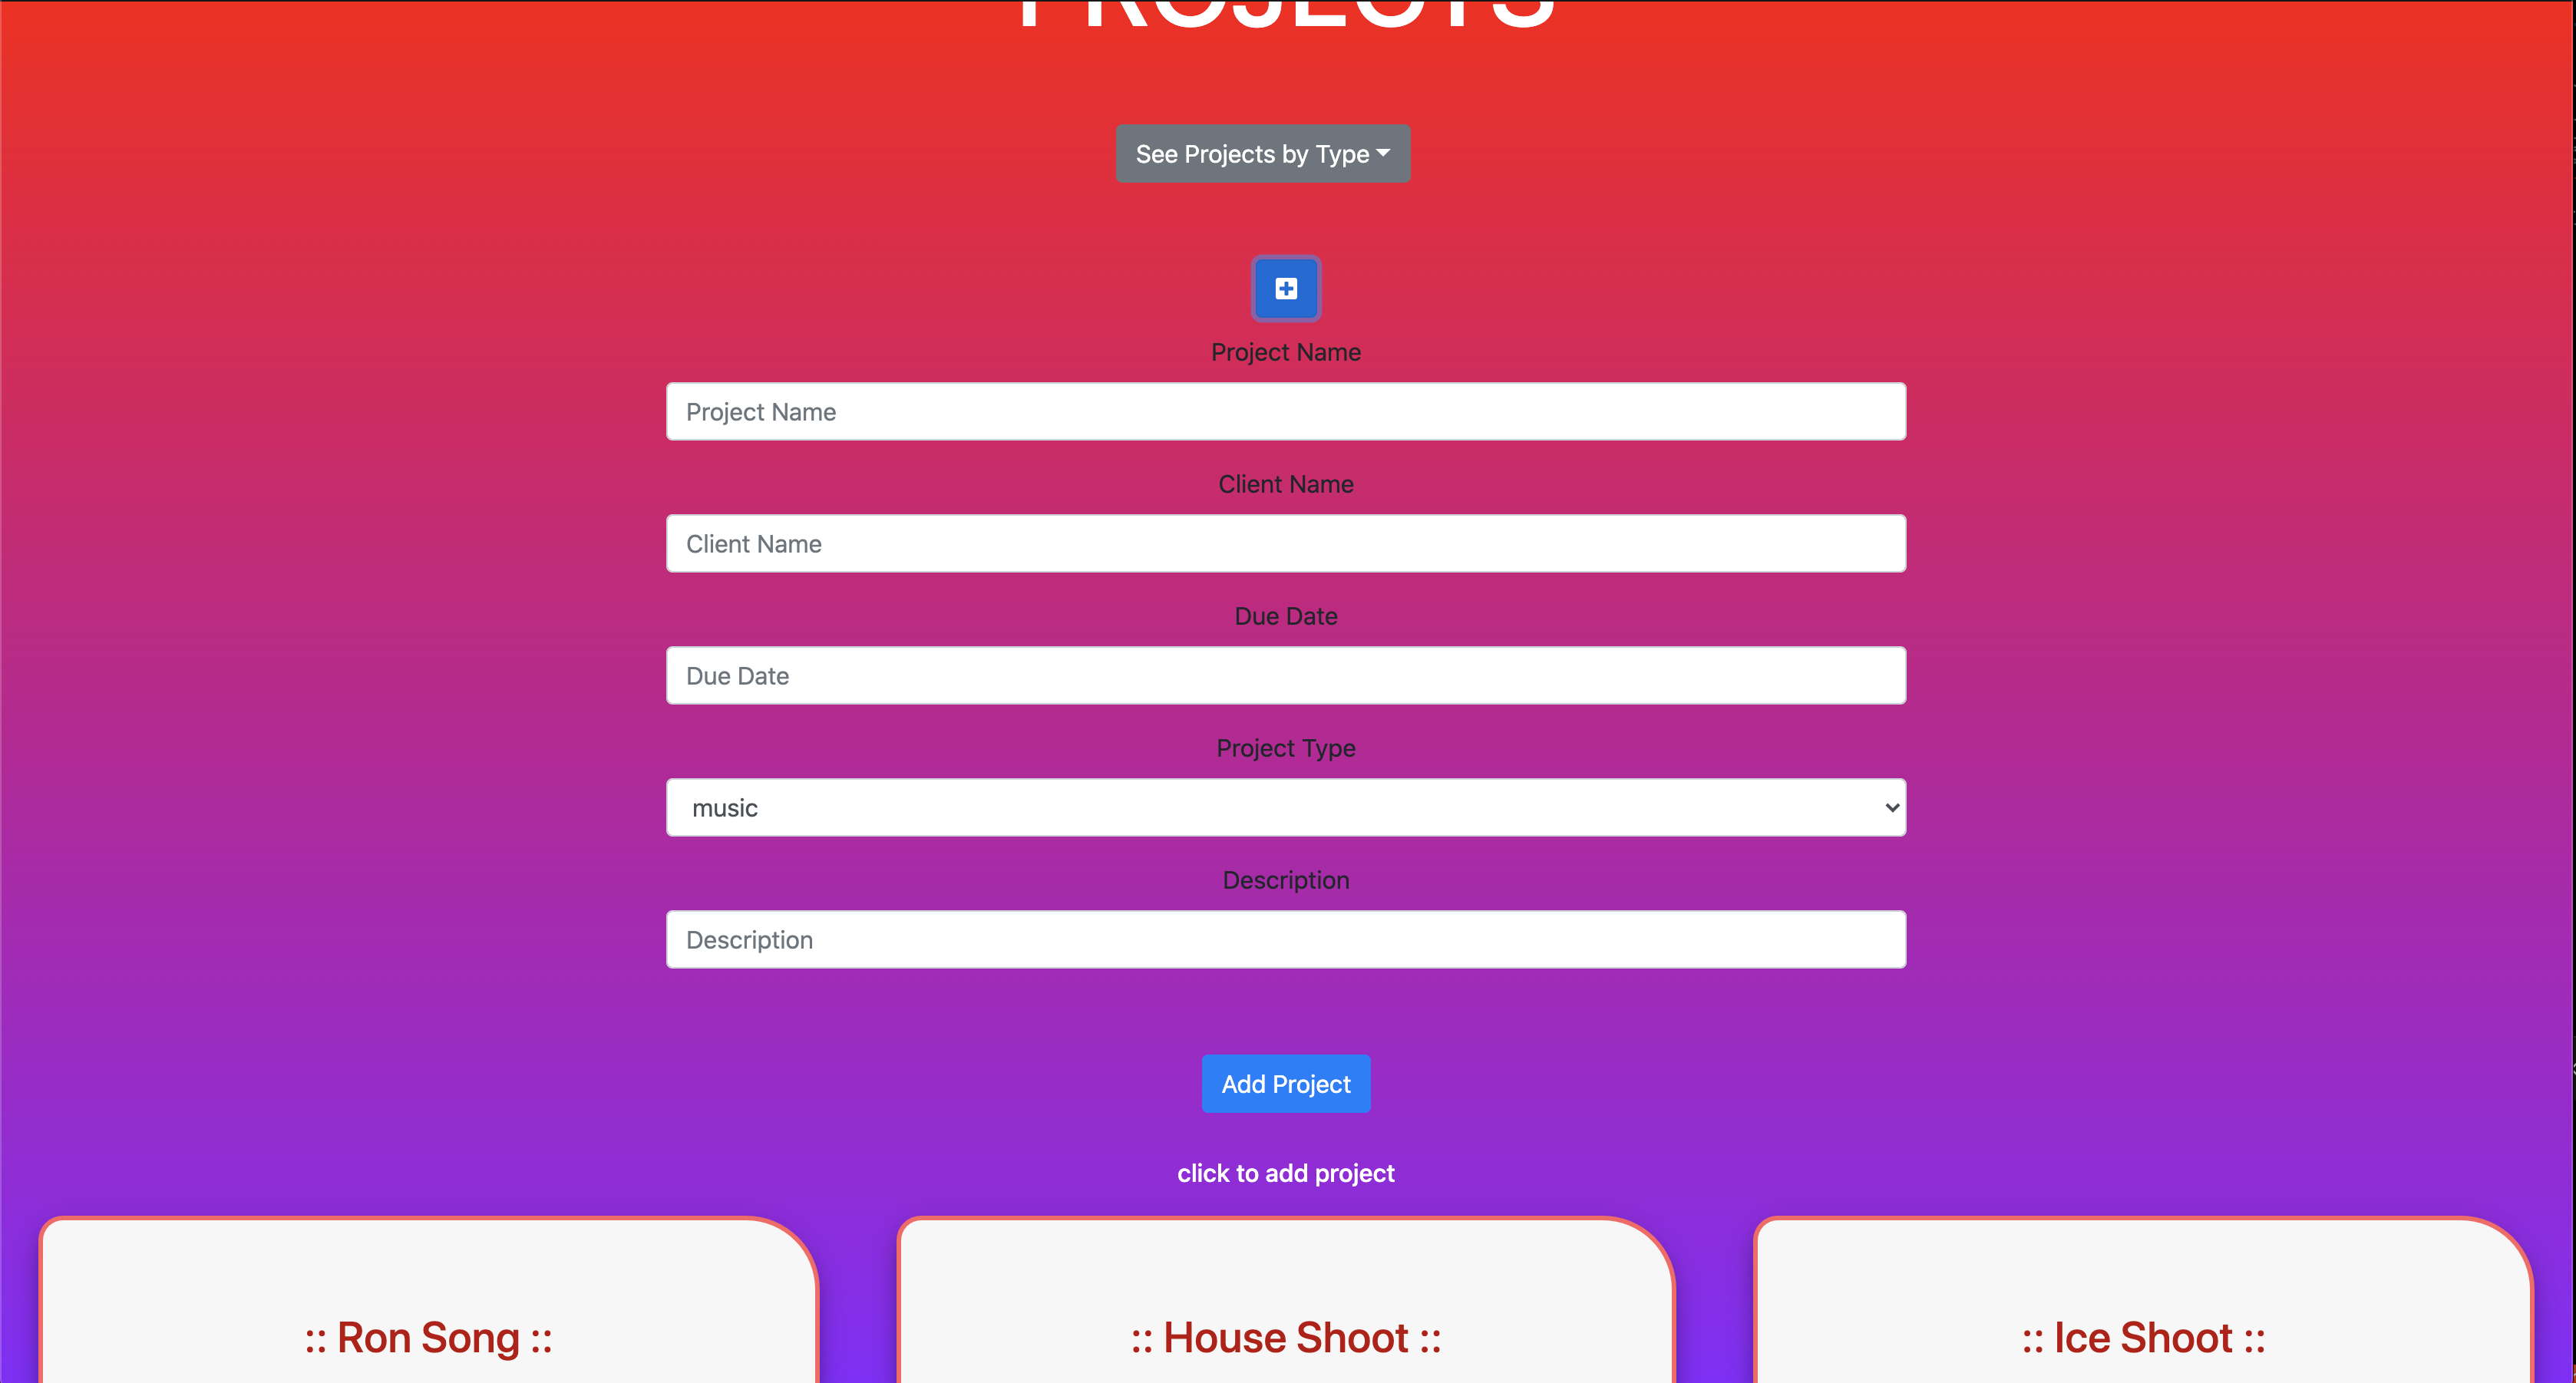 PROJECTS
See Projects by Type
Project Name
Project Name
Client Name
Client Name
Due Date
Due Date
Project Type
music
Description
Description
Add Project
click to add project
:: Ron Song ::
:: House Shoot ::
:: Ice Shoot ::